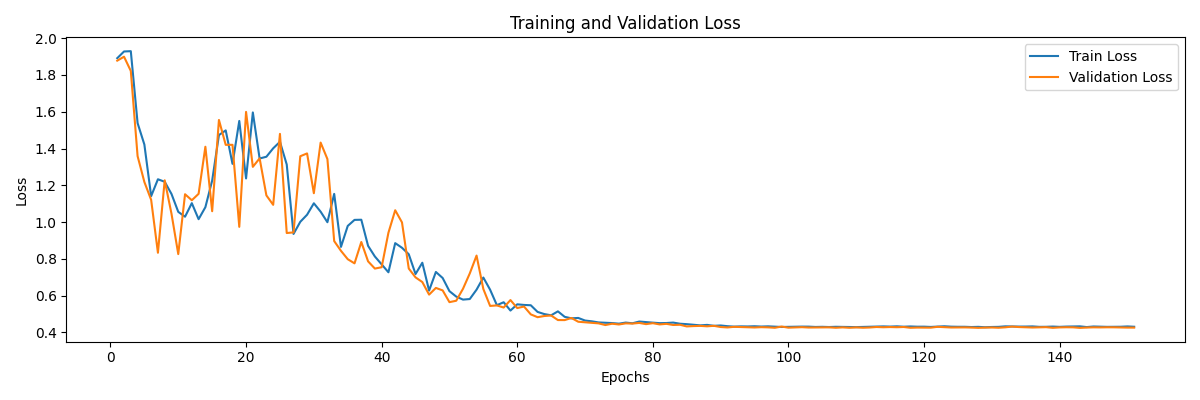 Training and Validation Loss
Train Loss
Validation Loss
Loss
2.0
1.8
1.6
1.4
1.2
1.0
0.8
0.6
0.4
0 20 40 60 80 100 120 140
Epochs